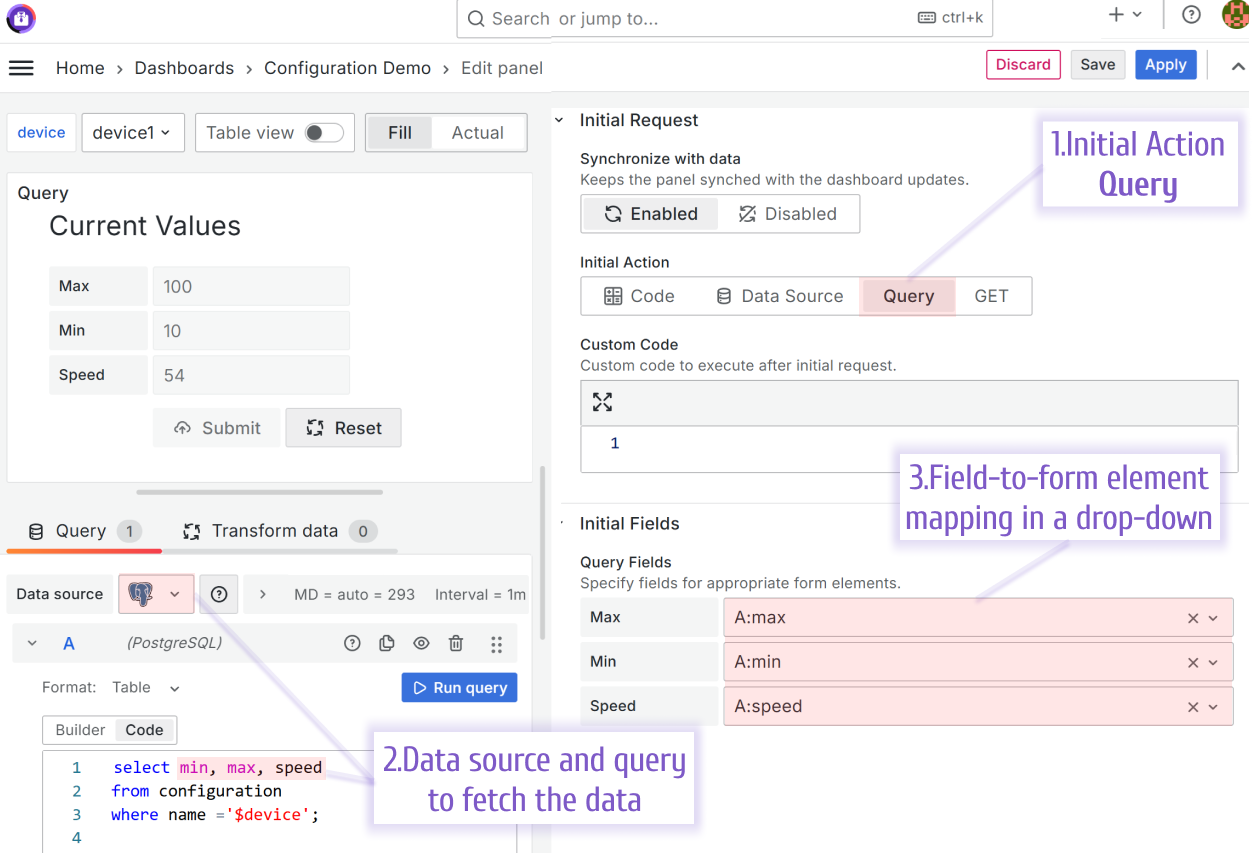 Search or jump to...
ctrl+k
Home › Dashboards › Configuration Demo › Edit panel
Discard
Save
Apply
device
device1
Table view
Fill
Actual
Query
Current Values
Max
100
Min
10
Speed
54
Submit
Reset
Query 1
Transform data 0
Data source
MD = auto = 293
Interval = 1m
A
(PostgreSQL)
Format: Table
Run query
Builder
Code
1 select min, max, speed
2 from configuration
3 where name ='$device';
4
2.Data source and query
to fetch the data
Initial Request
Synchronize with data
Keeps the panel synched with the dashboard updates.
Enabled
Disabled
1.Initial Action
Query
Initial Action
Code
Data Source
Query
GET
Custom Code
Custom code to execute after initial request.
1
3.Field-to-form element
mapping in a drop-down
Initial Fields
Query Fields
Specify fields for appropriate form elements.
Max
A:max
Min
A:min
Speed
A:speed